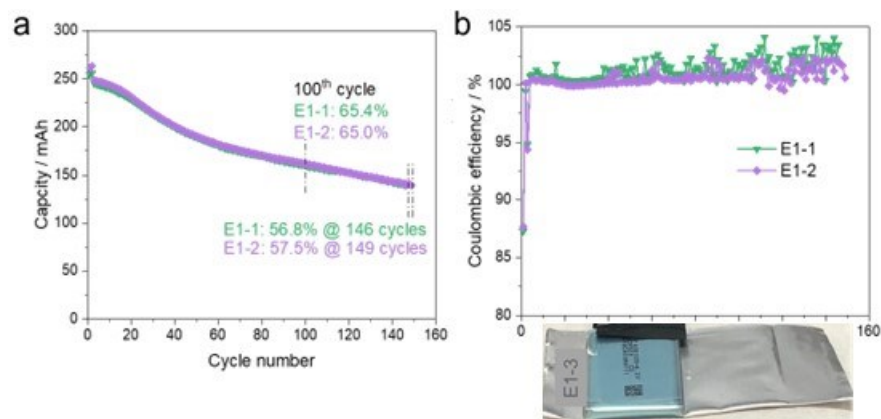 a
300
250
200
150
100
50
0
Capcity / mAh
100th cycle
E1-1: 65.4%
E1-2: 65.0%
E1-1: 56.8% @ 146 cycles
E1-2: 57.5% @ 149 cycles
0 20 40 60 80 100 120 140 160
Cycle number
b
105
100
95
90
85
80
Coulombic efficiency / %
E1-1
E1-2
0
160
E1-3